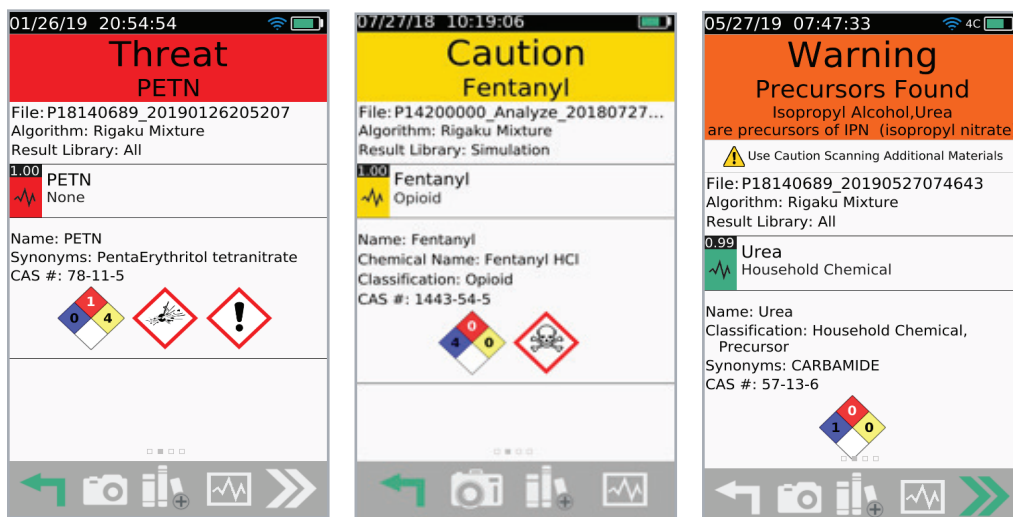 01/26/19 20:54:54
Threat
PETN
File: P18140689_20190126205207
Algorithm: Rigaku Mixture
Result Library: All
1.00
PETN
None
Name: PETN
Synonyms: PentaErythritol tetranitrate
CAS #: 78-11-5
1
0 4
!
07/27/18 10:19:06
Caution
Fentanyl
File: P14200000_Analyze_20180727...
Algorithm: Rigaku Mixture
Result Library: Simulation
1.00
Fentanyl
Opioid
Name: Fentanyl
Chemical Name: Fentanyl HCl
Classification: Opioid
CAS #: 1443-54-5
0
4 0
05/27/19 07:47:33 4C
Warning
Precursors Found
Isopropyl Alcohol,Urea
are precursors of IPN (isopropyl nitrate
! Use Caution Scanning Additional Materials
File: P18140689_20190527074643
Algorithm: Rigaku Mixture
Result Library: All
0.99
Urea
Household Chemical
Name: Urea
Classification: Household Chemical,
Precursor
Synonyms: CARBAMIDE
CAS #: 57-13-6
0
1 0